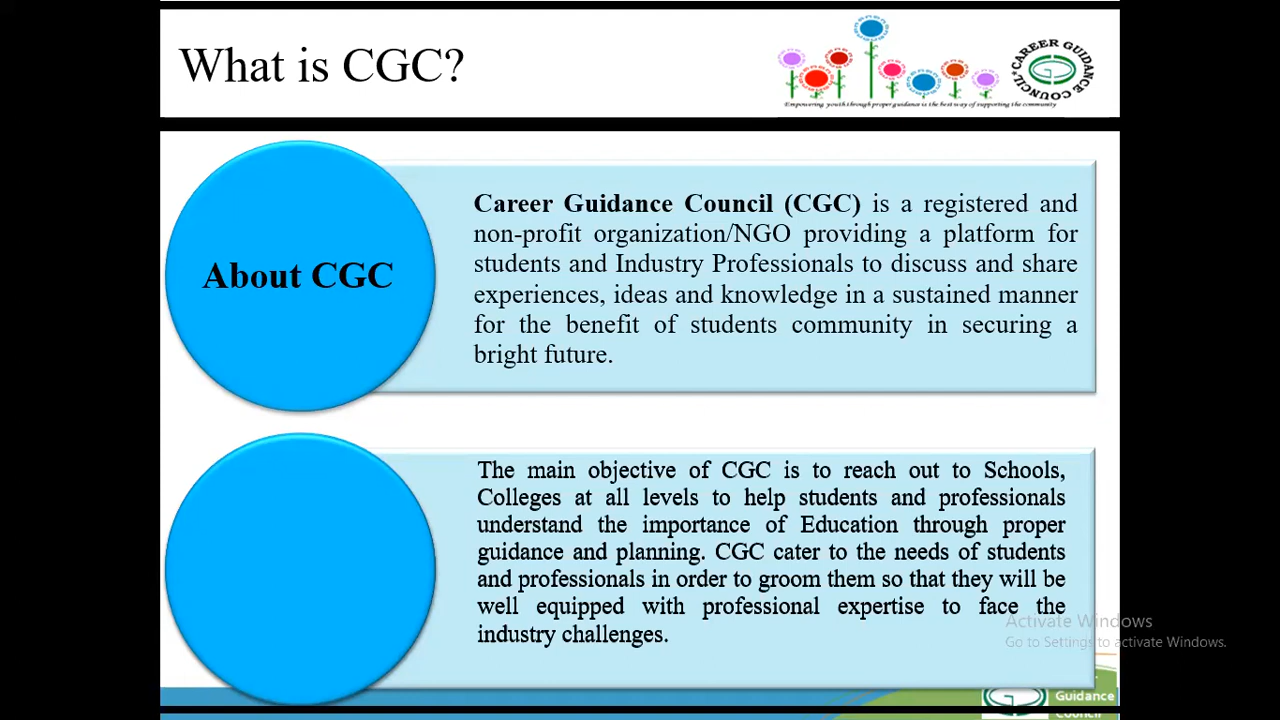 What is CGC?
Empowering youth through proper guidance is the best way of supporting the community
CAREER GUIDANCE COUNCIL
About CGC
Career Guidance Council (CGC) is a registered and
non-profit organization/NGO providing a platform for
students and Industry Professionals to discuss and share
experiences, ideas and knowledge in a sustained manner
for the benefit of students community in securing a
bright future.
The main objective of CGC is to reach out to Schools,
Colleges at all levels to help students and professionals
understand the importance of Education through proper
guidance and planning. CGC cater to the needs of students
and professionals in order to groom them so that they will be
well equipped with professional expertise to face the
industry challenges.
Activate Windows
Go to Settings to activate Windows.
Guidance
Council